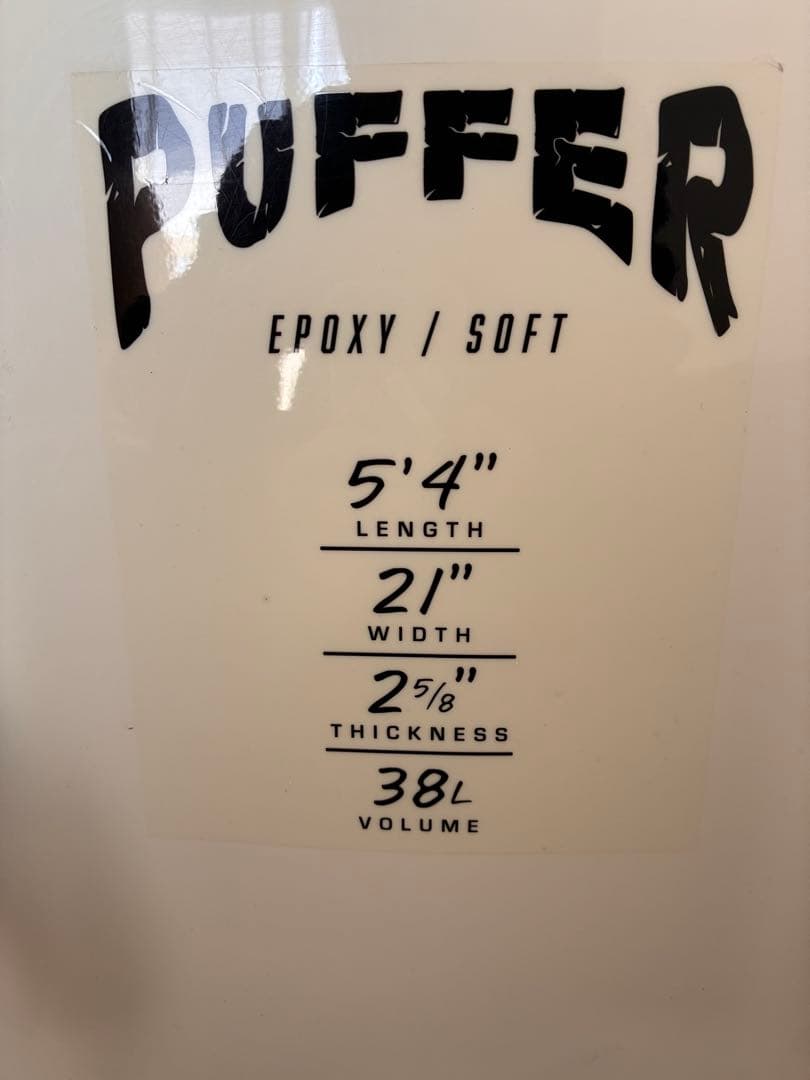 PUFFER
EPOXY / SOFT
5'4"
LENGTH
21"
WIDTH
2 5/8"
THICKNESS
38L
VOLUME